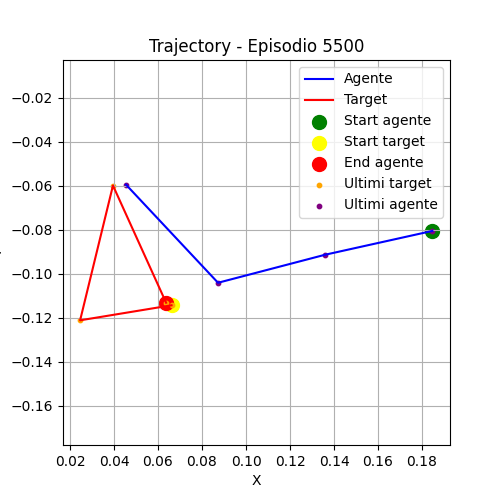 Trajectory - Episodio 5500
Agente
Target
Start agente
Start target
End agente
Ultimi target
Ultimi agente
−0.02
−0.04
−0.06
−0.08
−0.10
−0.12
−0.14
−0.16
0.02 0.04 0.06 0.08 0.10 0.12 0.14 0.16 0.18
X